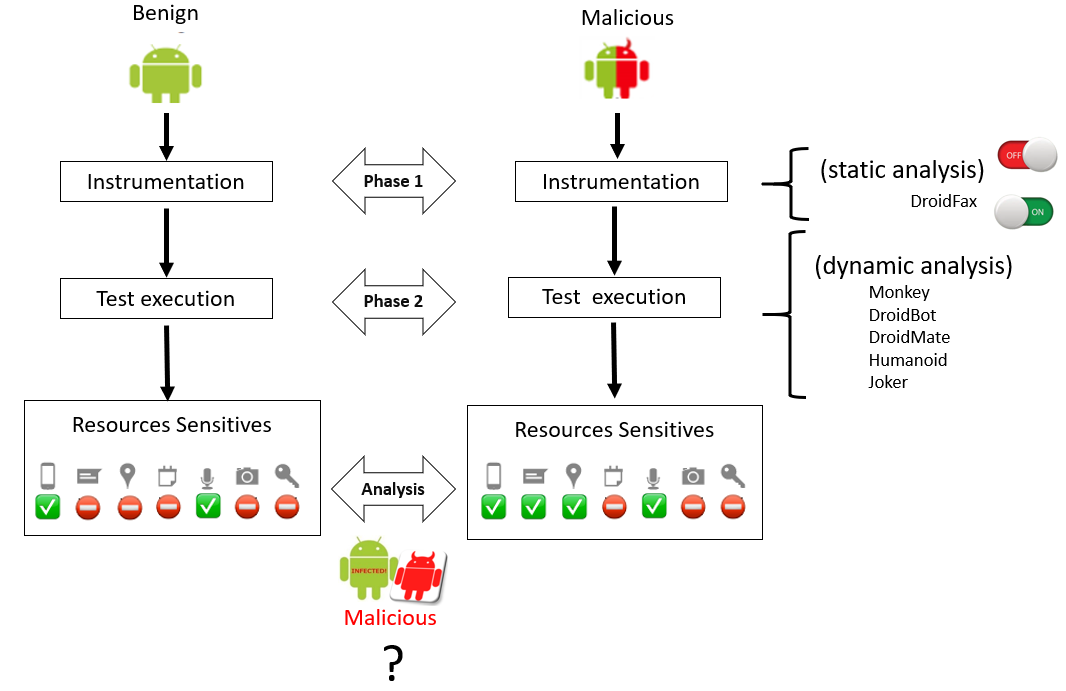 Benign
Malicious
Instrumentation
Phase 1
Instrumentation
(static analysis)
OFF
DroidFax
ON
Test execution
Phase 2
Test  execution
(dynamic analysis)
Monkey
DroidBot
DroidMate
Humanoid
Joker
Resources Sensitives
Resources Sensitives
Analysis
INFECTED!
Malicious
?